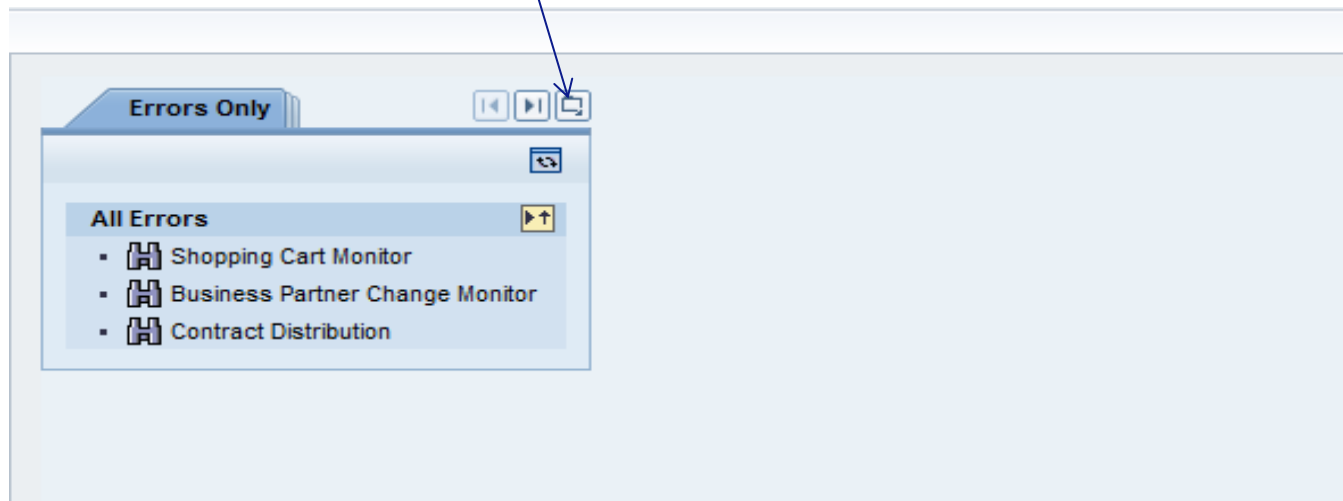 Errors Only
All Errors
Shopping Cart Monitor
Business Partner Change Monitor
Contract Distribution